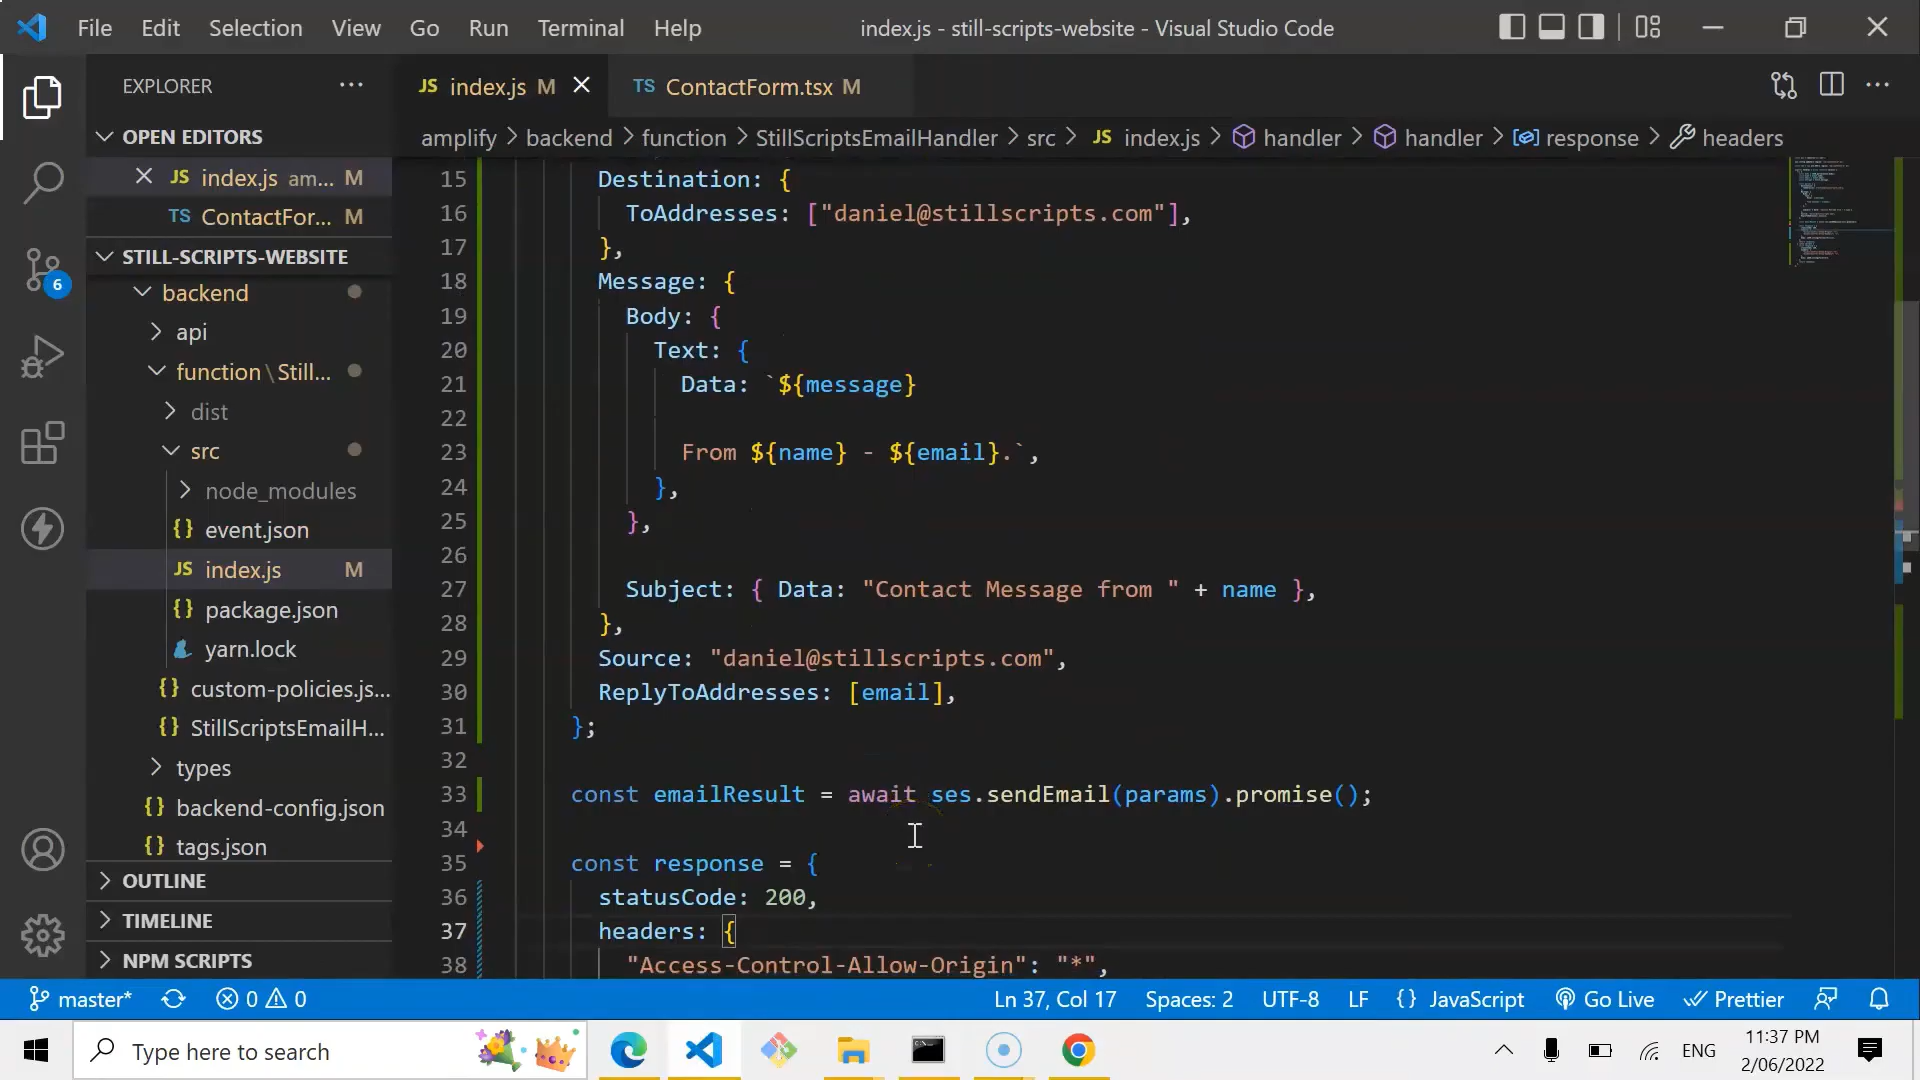 File Edit Selection View Go Run Terminal Help
index.js - still-scripts-website - Visual Studio Code
EXPLORER
JS index.js M
TS ContactForm.tsx M
OPEN EDITORS
amplify > backend > function > StillScriptsEmailHandler > src > JS index.js > handler > handler > response > headers
JS index.js am... M
TS ContactFor... M
STILL-SCRIPTS-WEBSITE
backend
api
function\Still...
dist
src
node_modules
{} event.json
JS index.js M
{} package.json
yarn.lock
{} custom-policies.js...
{} StillScriptsEmailH...
types
{} backend-config.json
{} tags.json
OUTLINE
TIMELINE
NPM SCRIPTS
6
15 Destination: {
16 ToAddresses: ["daniel@stillscripts.com"],
17 },
18 Message: {
19 Body: {
20 Text: {
21 Data: `${message}
22
23 From ${name} - ${email}.`,
24 },
25 },
26
27 Subject: { Data: "Contact Message from " + name },
28 },
29 Source: "daniel@stillscripts.com",
30 ReplyToAddresses: [email],
31 };
32
33 const emailResult = await ses.sendEmail(params).promise();
34
35 const response = {
36 statusCode: 200,
37 headers: {
38 "Access-Control-Allow-Origin": "*",
master* 0 0 Ln 37, Col 17 Spaces: 2 UTF-8 LF {} JavaScript Go Live Prettier
Type here to search
ENG
11:37 PM
2/06/2022